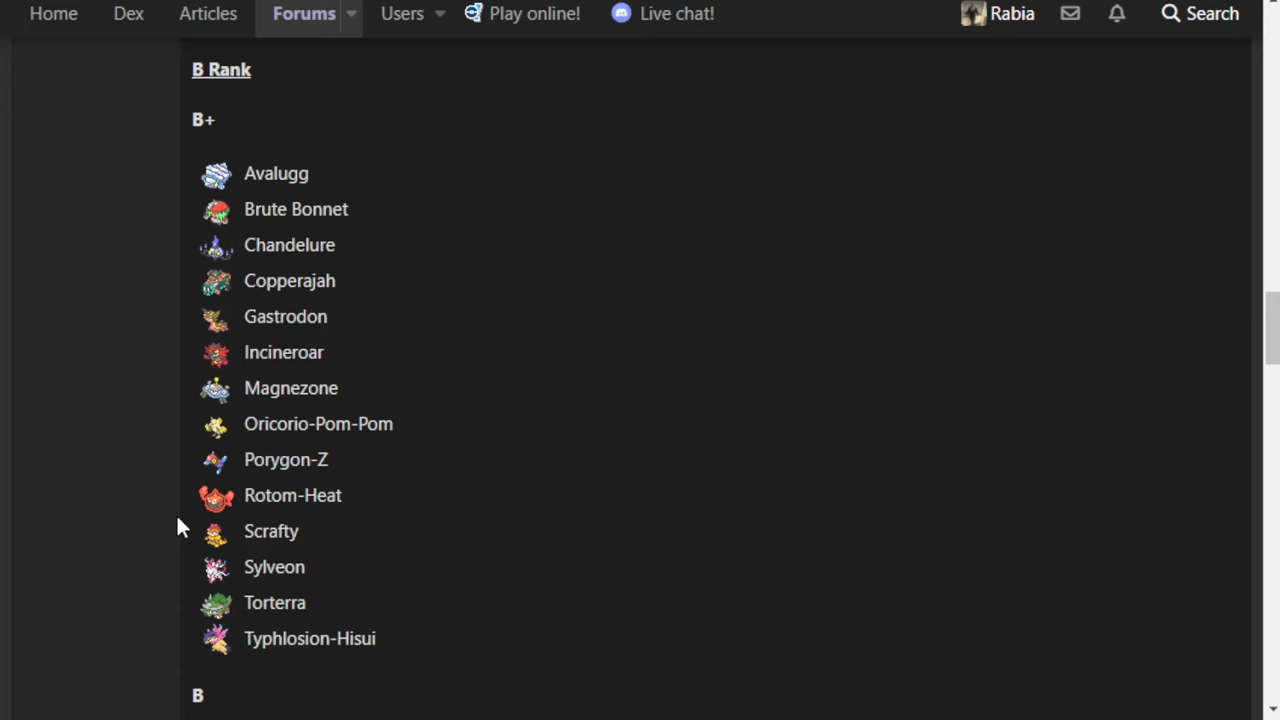 Home Dex Articles Forums Users Play online! Live chat! Rabia Search
B Rank
B+
Avalugg
Brute Bonnet
Chandelure
Copperajah
Gastrodon
Incineroar
Magnezone
Oricorio-Pom-Pom
Porygon-Z
Rotom-Heat
Scrafty
Sylveon
Torterra
Typhlosion-Hisui
B